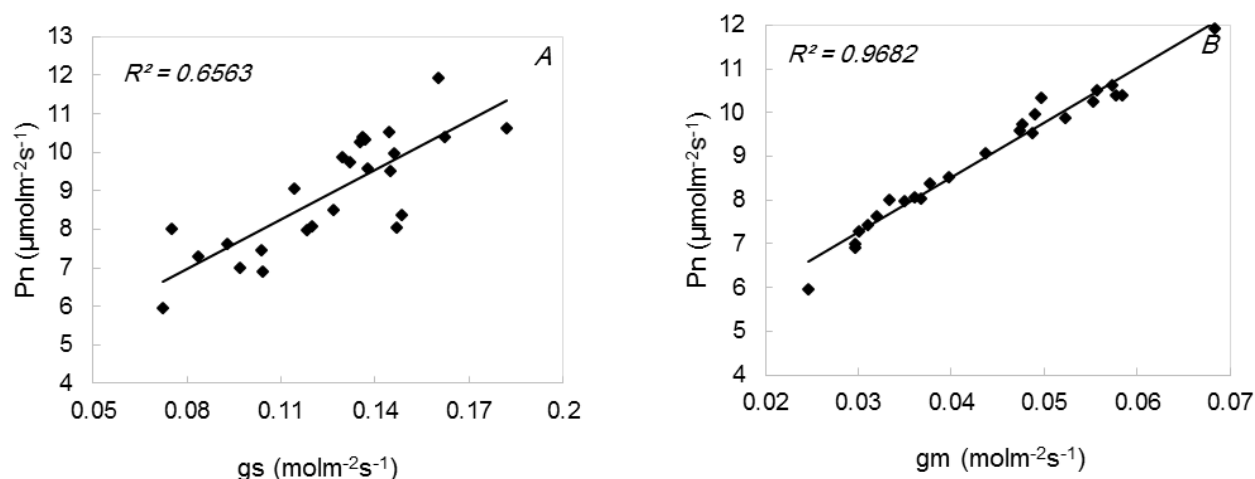 A
R² = 0.6563
Pn (μmolm⁻²s⁻¹)
13
12
11
10
9
8
7
6
5
4
0.05 0.08 0.11 0.14 0.17 0.2
gs (molm⁻²s⁻¹)
B
R² = 0.9682
Pn (μmolm⁻²s⁻¹)
12
11
10
9
8
7
6
5
4
0.02 0.03 0.04 0.05 0.06 0.07
gm (molm⁻²s⁻¹)